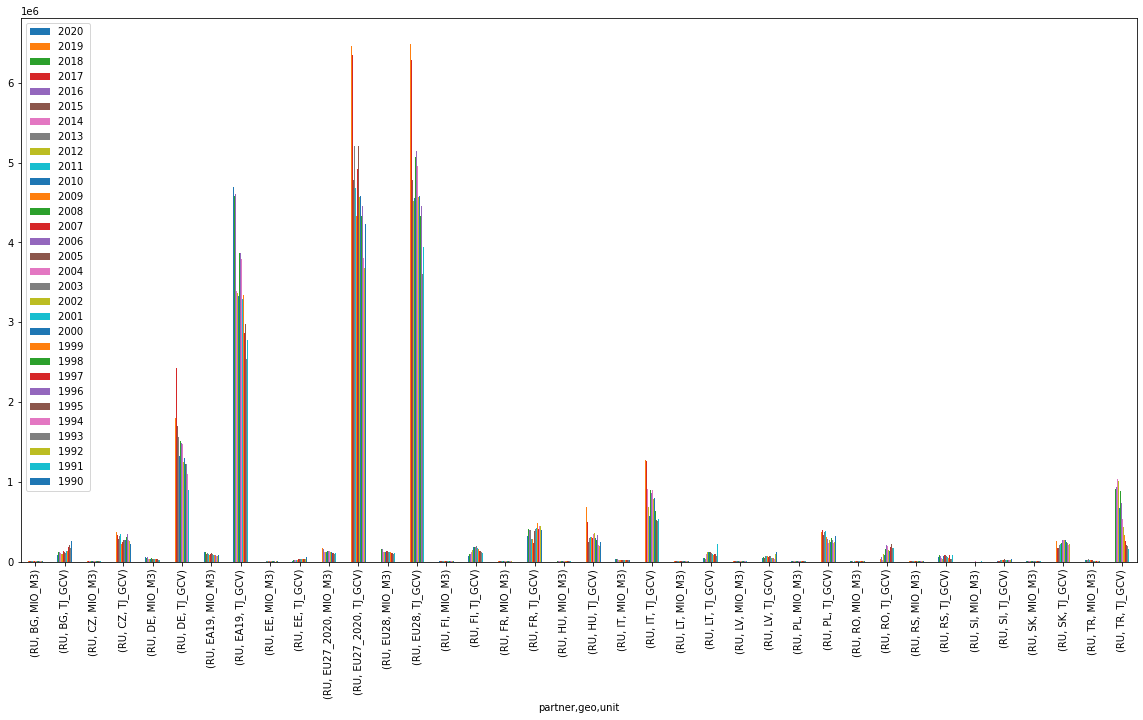 1e6
2020
2019
2018
2017
2016
2015
2014
2013
2012
2011
2010
2009
2008
2007
2006
2005
2004
2003
2002
2001
2000
1999
1998
1997
1996
1995
1994
1993
1992
1991
1990
6
5
4
3
2
1
0
(RU, BG, MIO_M3)
(RU, BG, TJ_GCV)
(RU, CZ, MIO_M3)
(RU, CZ, TJ_GCV)
(RU, DE, MIO_M3)
(RU, DE, TJ_GCV)
(RU, EA19, MIO_M3)
(RU, EA19, TJ_GCV)
(RU, EE, MIO_M3)
(RU, EE, TJ_GCV)
(RU, EU27_2020, MIO_M3)
(RU, EU27_2020, TJ_GCV)
(RU, EU28, MIO_M3)
(RU, EU28, TJ_GCV)
(RU, FI, MIO_M3)
(RU, FI, TJ_GCV)
(RU, FR, MIO_M3)
(RU, FR, TJ_GCV)
(RU, HU, MIO_M3)
(RU, HU, TJ_GCV)
(RU, IT, MIO_M3)
(RU, IT, TJ_GCV)
(RU, LT, MIO_M3)
(RU, LT, TJ_GCV)
(RU, LV, MIO_M3)
(RU, LV, TJ_GCV)
(RU, PL, MIO_M3)
(RU, PL, TJ_GCV)
(RU, RO, MIO_M3)
(RU, RO, TJ_GCV)
(RU, RS, MIO_M3)
(RU, RS, TJ_GCV)
(RU, SI, MIO_M3)
(RU, SI, TJ_GCV)
(RU, SK, MIO_M3)
(RU, SK, TJ_GCV)
(RU, TR, MIO_M3)
(RU, TR, TJ_GCV)
partner,geo,unit